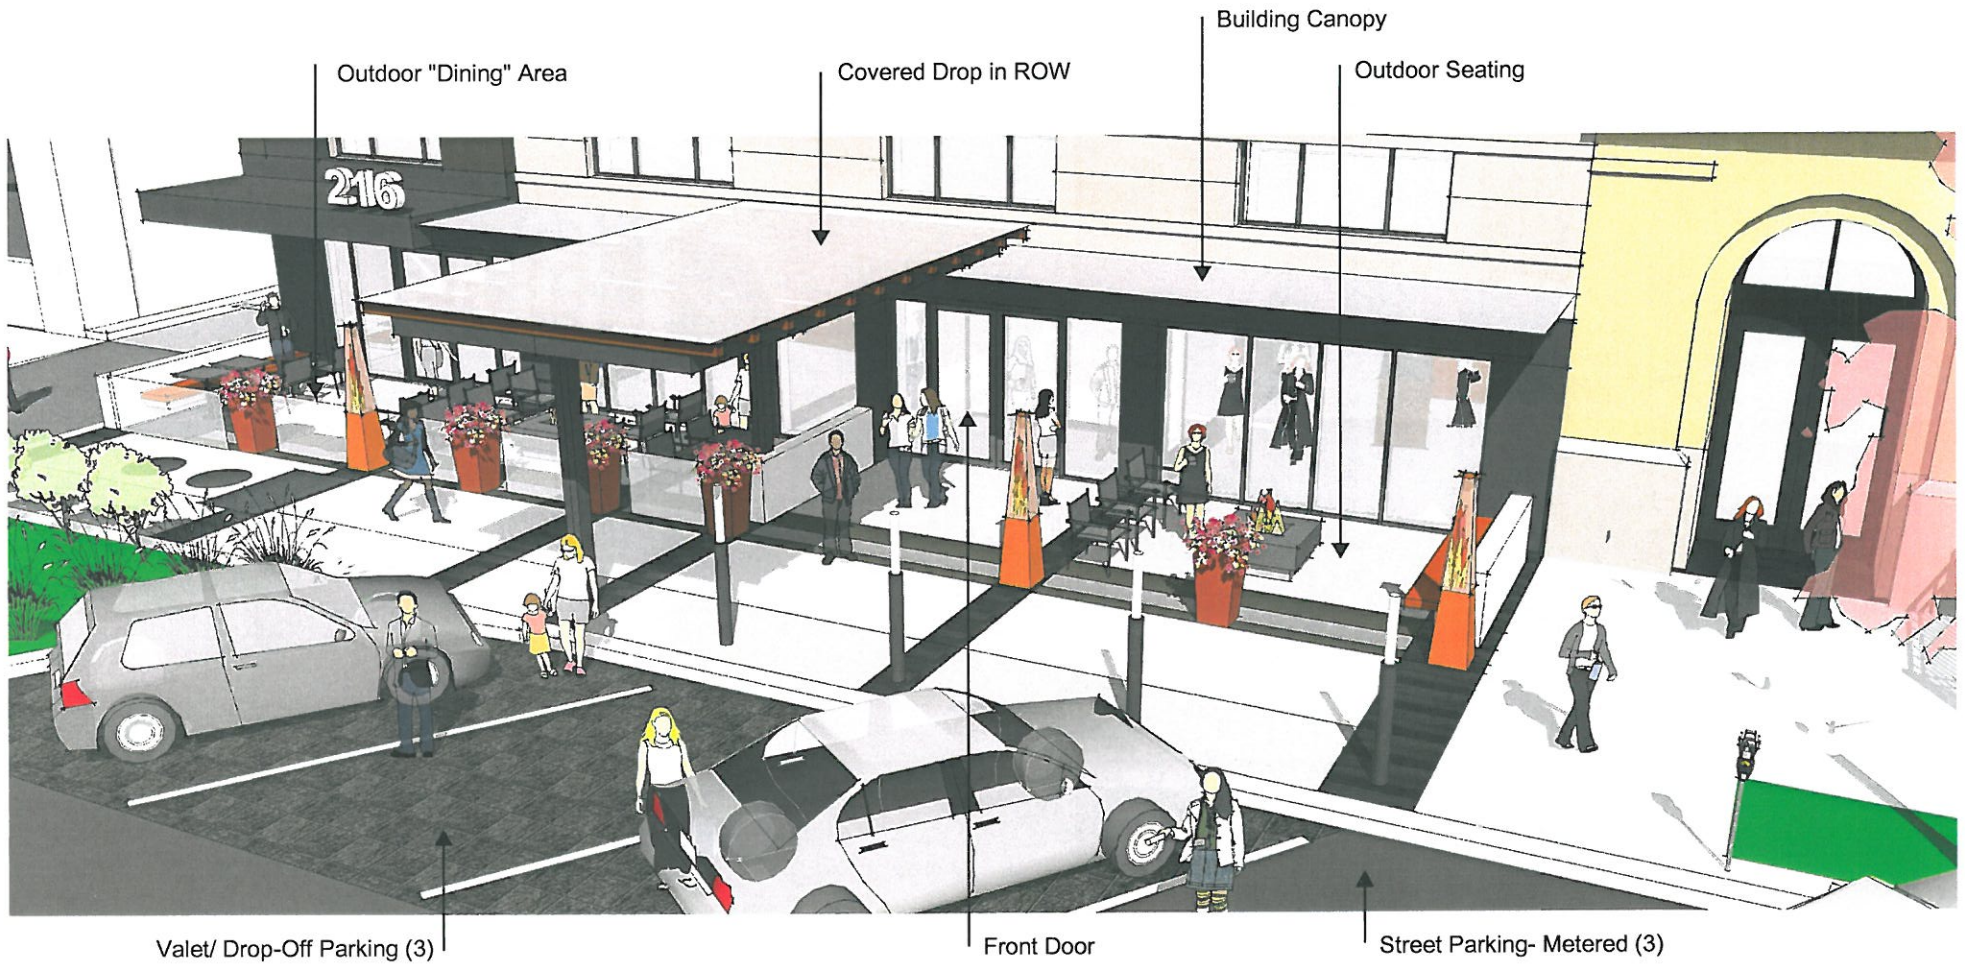 Building Canopy
Outdoor "Dining" Area
Covered Drop in ROW
Outdoor Seating
216
Valet/ Drop-Off Parking (3)
Front Door
Street Parking- Metered (3)